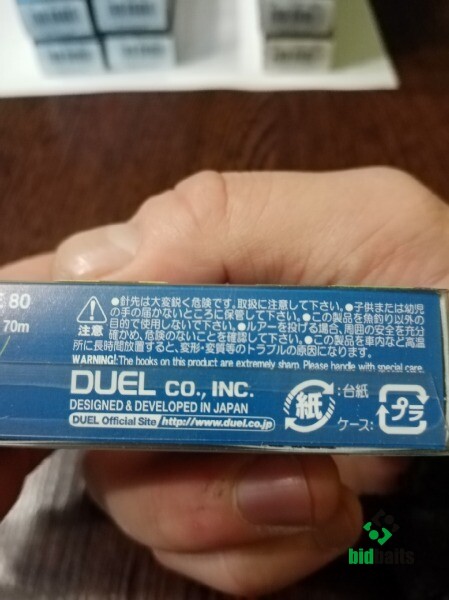 80
70m
注意
●針先は大変鋭く危険です。取扱に注意して下さい。●子供または幼児
の手の届かないところに保管して下さい。●この製品を魚釣り以外の
目的で使用しないで下さい。●ルアーを投げる場合、周囲の安全を充分
確かめ、危険のないことを確認して下さい。●この製品を車内など高温
所に長時間放置すると、変形・変質等のトラブルの原因になります。
WARNING! The hooks on this product are extremely sharp. Please handle with special care.
DUEL CO., INC.
DESIGNED & DEVELOPED IN JAPAN
DUEL Official Site http://www.duel.co.jp
紙 :台紙
ケース: プラ
bidbaits